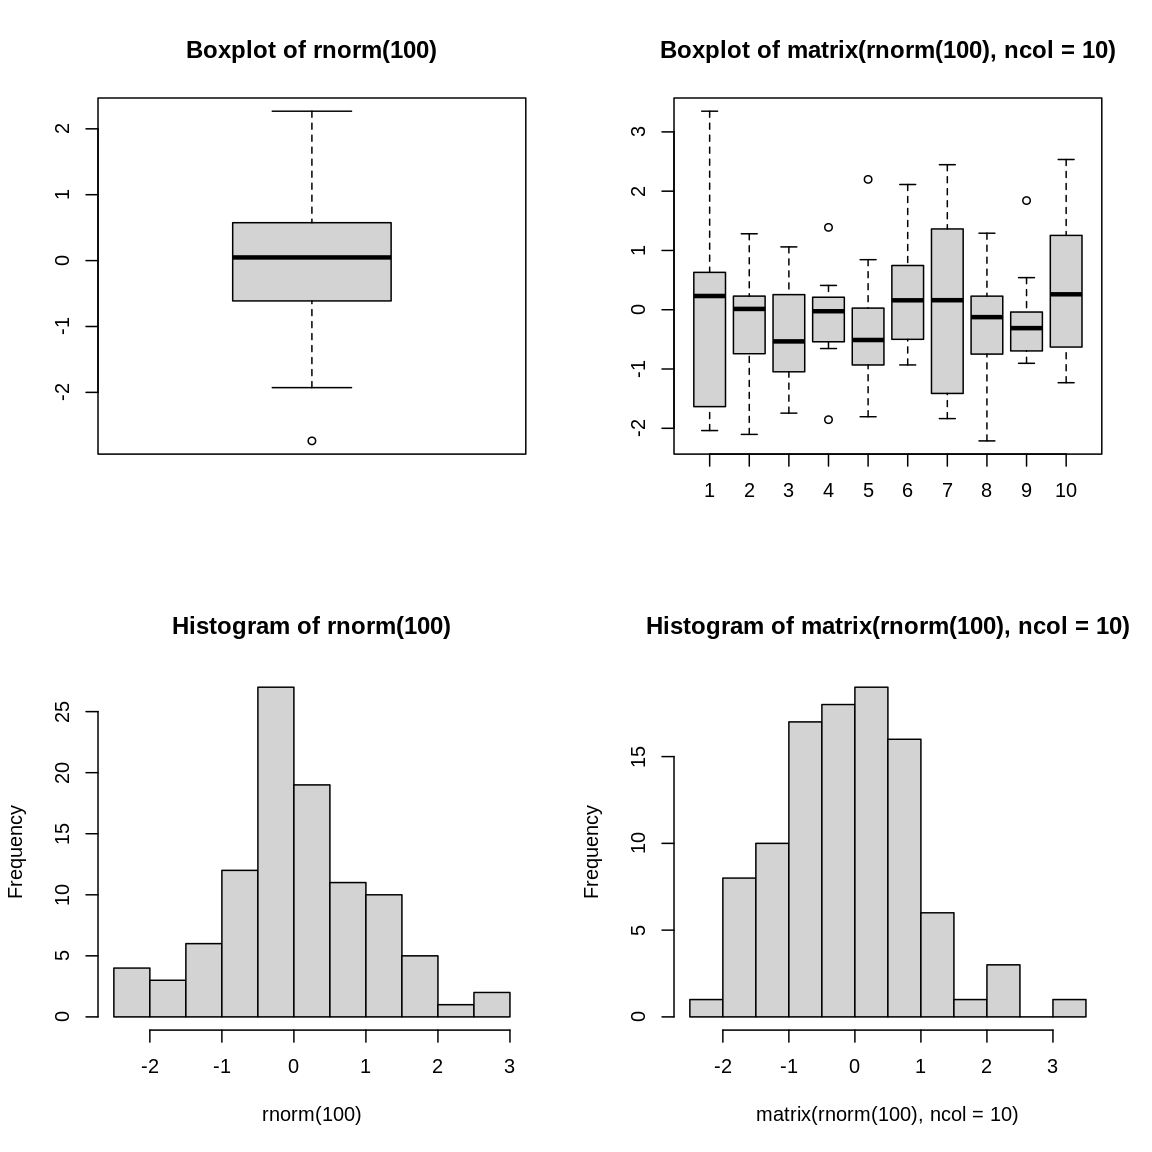 Boxplot of rnorm(100)
2
1
0
-1
-2
Boxplot of matrix(rnorm(100), ncol = 10)
3
2
1
0
-1
-2
1 2 3 4 5 6 7 8 9 10
Histogram of rnorm(100)
Frequency
25
20
15
10
5
0
-2 -1 0 1 2 3
rnorm(100)
Histogram of matrix(rnorm(100), ncol = 10)
Frequency
15
10
5
0
-2 -1 0 1 2 3
matrix(rnorm(100), ncol = 10)